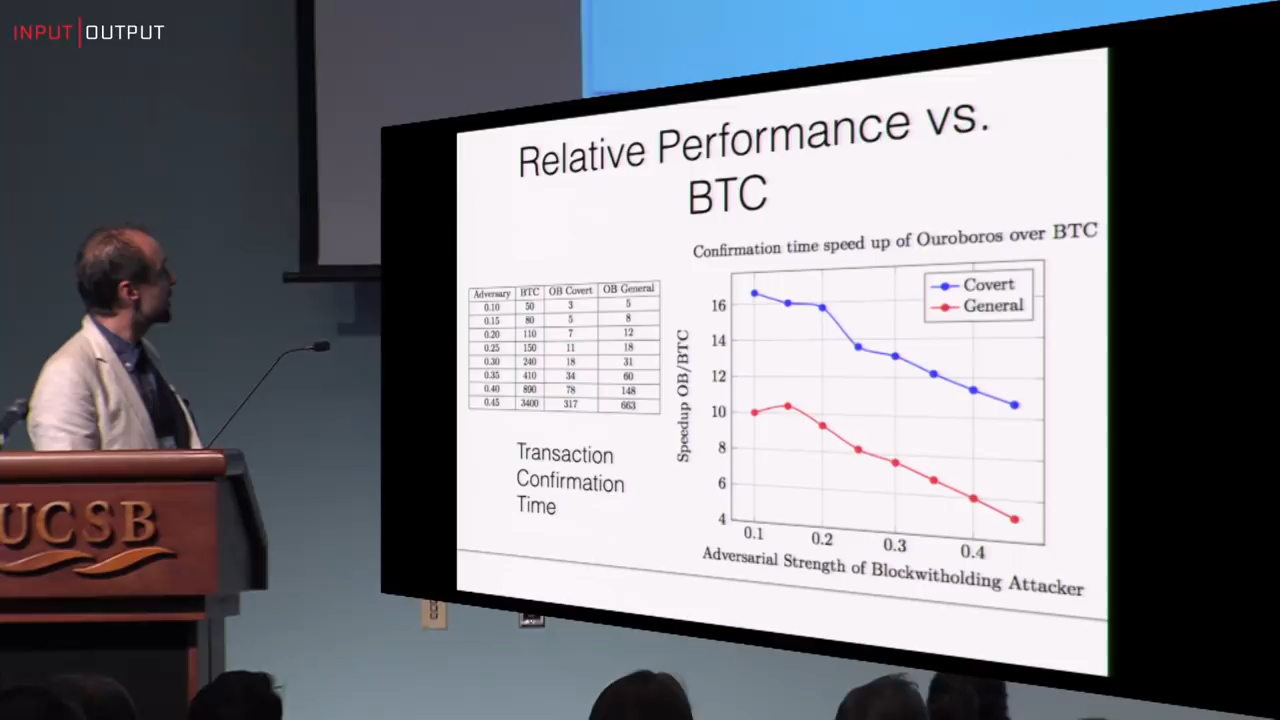 INPUT|OUTPUT
Relative Performance vs.
BTC
Confirmation time speed up of Ouroboros over BTC
Adversary BTC OB Covert OB General
0.10 50 3 5
0.15 80 5 8
0.20 110 7 12
0.25 150 11 18
0.30 240 18 31
0.35 410 34 60
0.40 890 78 148
0.45 3400 317 663
Transaction
Confirmation
Time
Speedup OB/BTC
16
14
12
10
8
6
4
Covert
General
0.1 0.2 0.3 0.4
Adversarial Strength of Blockwitholding Attacker
UCSB